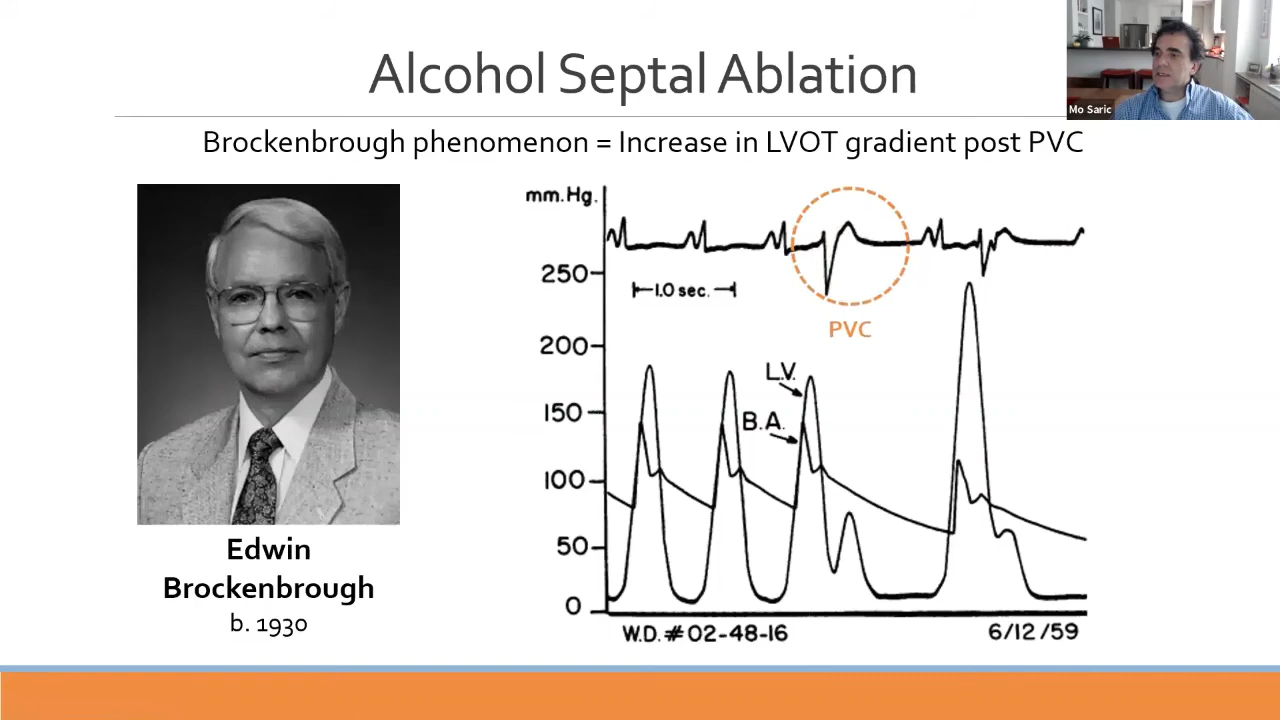 Alcohol Septal Ablation
Mo Saric
Brockenbrough phenomenon = Increase in LVOT gradient post PVC
mm.Hg.
250
1.0 sec.
PVC
200
L.V.
150
B.A.
100
50
0
W.D. # 02-48-16
6/12/59
Edwin
Brockenbrough
b. 1930